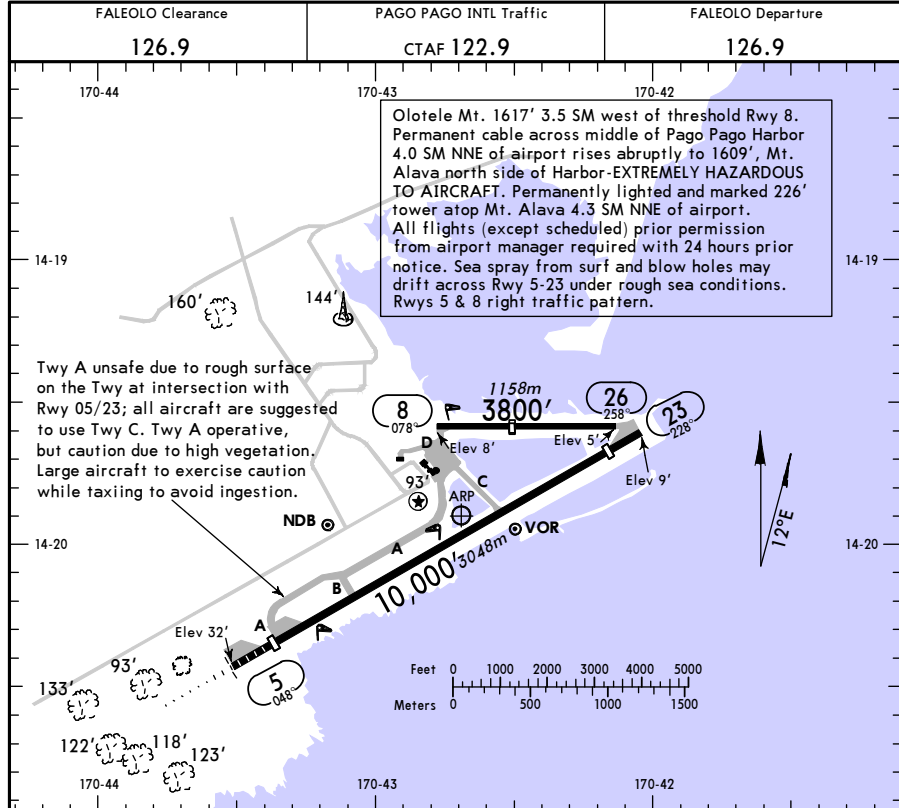 FALEOLO Clearance
126.9
PAGO PAGO INTL Traffic
CTAF 122.9
FALEOLO Departure
126.9
170-44
170-43
170-42
Olotele Mt. 1617' 3.5 SM west of threshold Rwy 8.
Permanent cable across middle of Pago Pago Harbor
4.0 SM NNE of airport rises abruptly to 1609', Mt.
Alava north side of Harbor-EXTREMELY HAZARDOUS
TO AIRCRAFT. Permanently lighted and marked 226'
tower atop Mt. Alava 4.3 SM NNE of airport.
All flights (except scheduled) prior permission
from airport manager required with 24 hours prior
notice. Sea spray from surf and blow holes may
drift across Rwy 5-23 under rough sea conditions.
Rwys 5 & 8 right traffic pattern.
14-19
14-19
160'
144'
Twy A unsafe due to rough surface
on the Twy at intersection with
Rwy 05/23; all aircraft are suggested
to use Twy C. Twy A operative,
but caution due to high vegetation.
Large aircraft to exercise caution
while taxiing to avoid ingestion.
8
078°
1158m
3800'
26
258°
23
228°
D
Elev 8'
Elev 5'
Elev 9'
C
93'
ARP
NDB
VOR
12°E
14-20
14-20
A
B
A
10,000'
3048m
Elev 32'
5
048°
93'
133'
122'
118'
123'
Feet 0 1000 2000 3000 4000 5000
Meters 0 500 1000 1500
170-44
170-43
170-42